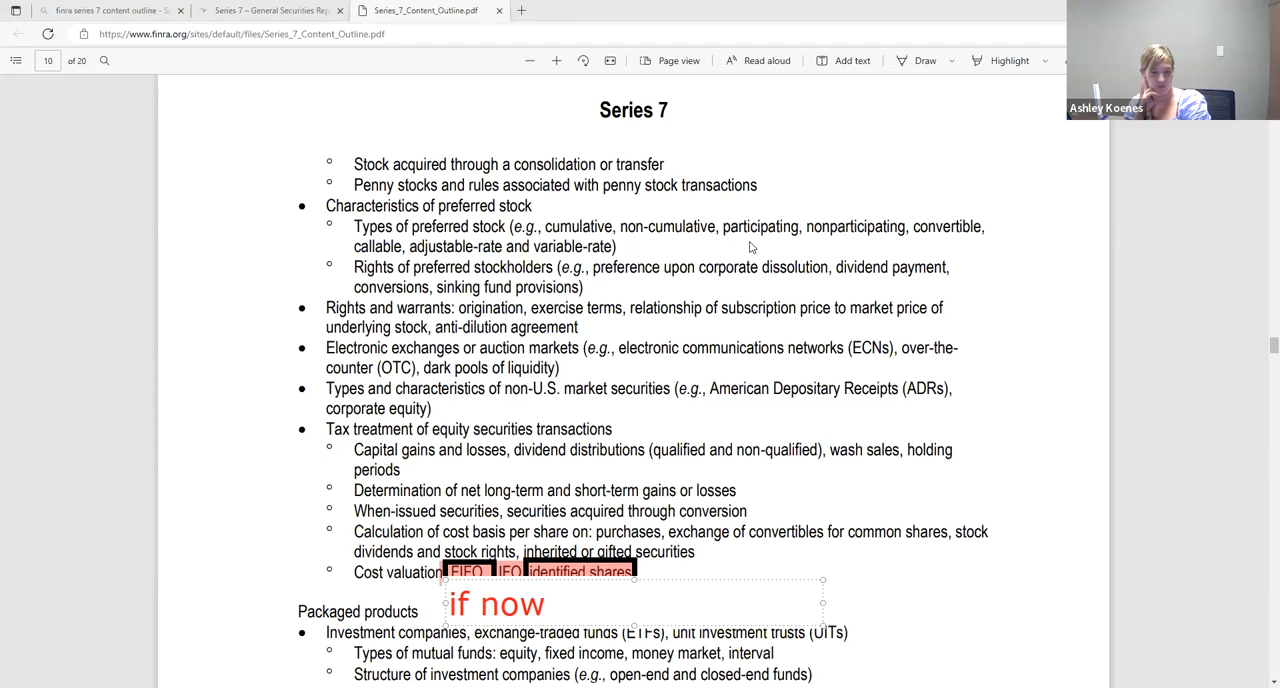 finra series 7 content outline - S
Series 7 – General Securities Rep
Series_7_Content_Outline.pdf
https://www.finra.org/sites/default/files/Series_7_Content_Outline.pdf
10 of 20
Page view
Read aloud
Add text
Draw
Highlight
Ashley Koenes
Series 7
Stock acquired through a consolidation or transfer
Penny stocks and rules associated with penny stock transactions
Characteristics of preferred stock
Types of preferred stock (e.g., cumulative, non-cumulative, participating, nonparticipating, convertible,
callable, adjustable-rate and variable-rate)
Rights of preferred stockholders (e.g., preference upon corporate dissolution, dividend payment,
conversions, sinking fund provisions)
Rights and warrants: origination, exercise terms, relationship of subscription price to market price of
underlying stock, anti-dilution agreement
Electronic exchanges or auction markets (e.g., electronic communications networks (ECNs), over-the-
counter (OTC), dark pools of liquidity)
Types and characteristics of non-U.S. market securities (e.g., American Depositary Receipts (ADRs),
corporate equity)
Tax treatment of equity securities transactions
Capital gains and losses, dividend distributions (qualified and non-qualified), wash sales, holding
periods
Determination of net long-term and short-term gains or losses
When-issued securities, securities acquired through conversion
Calculation of cost basis per share on: purchases, exchange of convertibles for common shares, stock
dividends and stock rights, inherited or gifted securities
Cost valuation FIFO identified shares
if now
Packaged products
Investment companies, exchange-traded funds (ETFs), unit investment trusts (UITs)
Types of mutual funds: equity, fixed income, money market, interval
Structure of investment companies (e.g., open-end and closed-end funds)